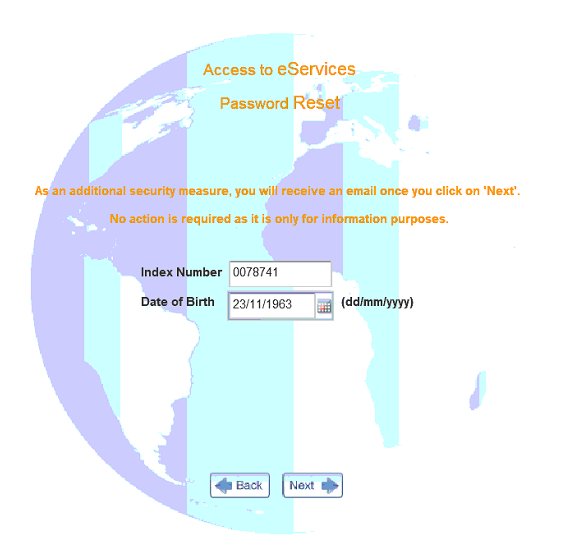 Access to eServices
Password Reset
As an additional security measure, you will receive an email once you click on 'Next'.
No action is required as it is only for information purposes.
Index Number 0078741
Date of Birth 23/11/1963 (dd/mm/yyyy)
Back Next